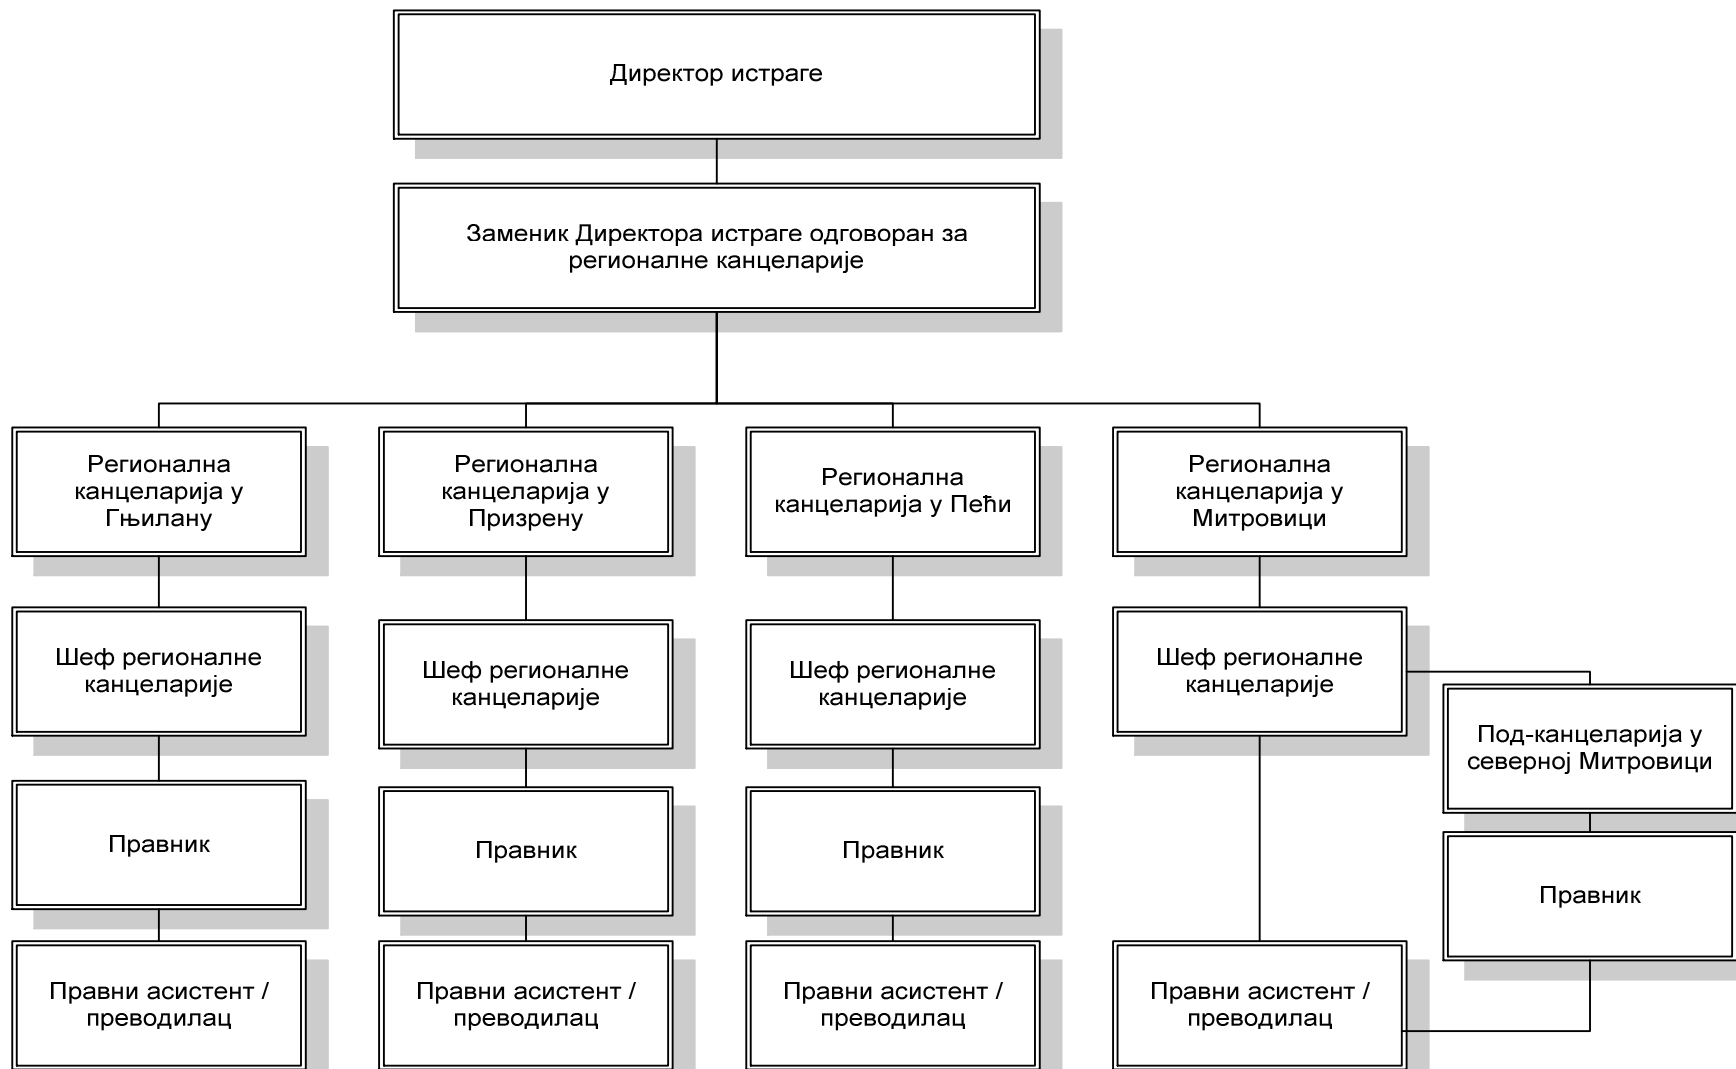 Директор истраге
Заменик Директора истраге одговоран за
регионалне канцеларије
Регионална
канцеларија у
Гњилану
Регионална
канцеларија у
Призрену
Регионална
канцеларија у Пећи
Регионална
канцеларија у
Митровици
Шеф регионалне
канцеларије
Шеф регионалне
канцеларије
Шеф регионалне
канцеларије
Шеф регионалне
канцеларије
Под-канцеларија у
северној Митровици
Правник
Правник
Правник
Правник
Правни асистент /
преводилац
Правни асистент /
преводилац
Правни асистент /
преводилац
Правни асистент /
преводилац